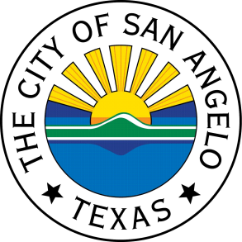 THE CITY OF SAN ANGELO
TEXAS